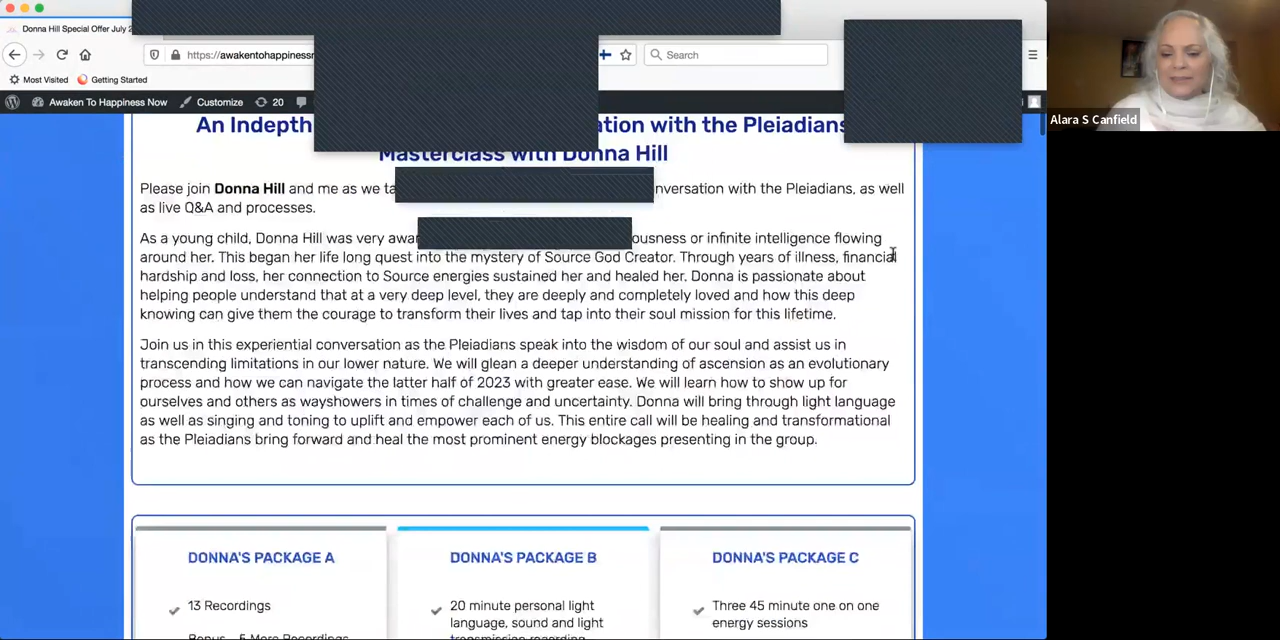 Donna Hill Special Offer July 2
https://awakentohappinessn
Search
Most Visited
Getting Started
Awaken To Happiness Now
Customize
20
Alara S Canfield
An Indepth ation with the Pleiadians
Masterclass with Donna Hill
Please join Donna Hill and me as we ta nversation with the Pleiadians, as well
as live Q&A and processes.
As a young child, Donna Hill was very awar ousness or infinite intelligence flowing
around her. This began her life long quest into the mystery of Source God Creator. Through years of illness, financial
hardship and loss, her connection to Source energies sustained her and healed her. Donna is passionate about
helping people understand that at a very deep level, they are deeply and completely loved and how this deep
knowing can give them the courage to transform their lives and tap into their soul mission for this lifetime.
Join us in this experiential conversation as the Pleiadians speak into the wisdom of our soul and assist us in
transcending limitations in our lower nature. We will glean a deeper understanding of ascension as an evolutionary
process and how we can navigate the latter half of 2023 with greater ease. We will learn how to show up for
ourselves and others as wayshowers in times of challenge and uncertainty. Donna will bring through light language
as well as singing and toning to uplift and empower each of us. This entire call will be healing and transformational
as the Pleiadians bring forward and heal the most prominent energy blockages presenting in the group.
DONNA'S PACKAGE A
13 Recordings
Bonus – 5 More Recordings
DONNA'S PACKAGE B
20 minute personal light
language, sound and light
transmission recording
DONNA'S PACKAGE C
Three 45 minute one on one
energy sessions